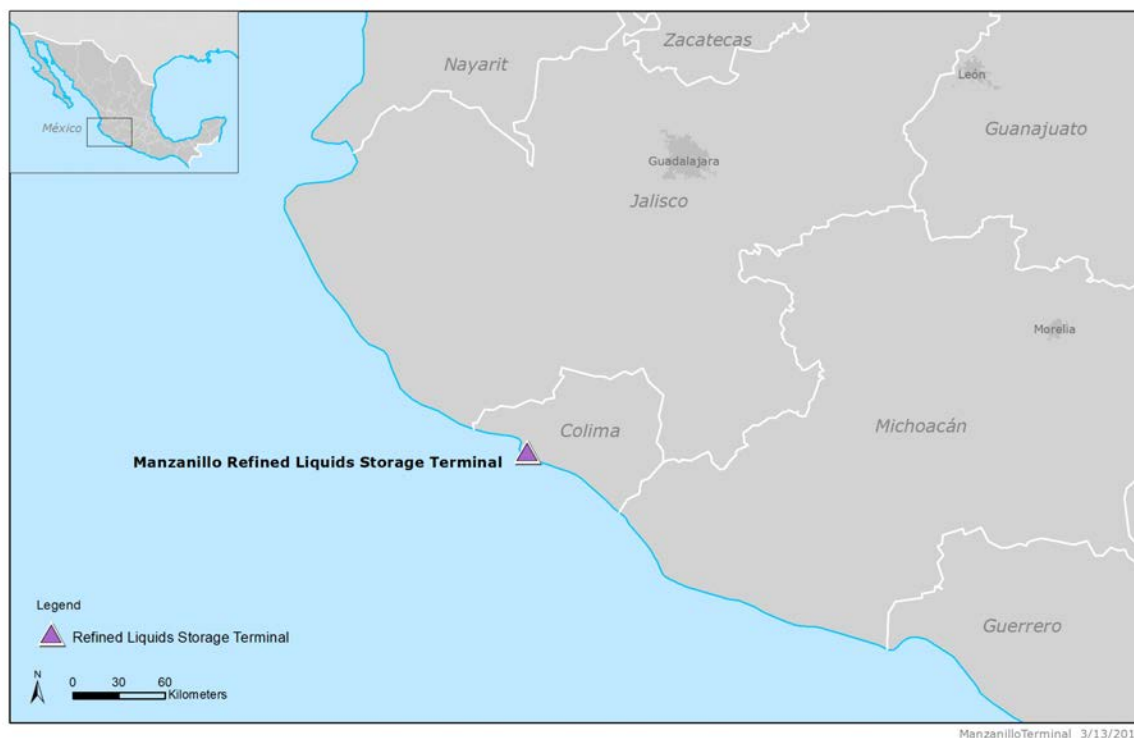 Zacatecas
Nayarit
León
México
Guanajuato
Guadalajara
Jalisco
Morelia
Colima
Michoacán
Manzanillo Refined Liquids Storage Terminal
Legend
Refined Liquids Storage Terminal
Guerrero
N
0 30 60
Kilometers
ManzanilloTerminal